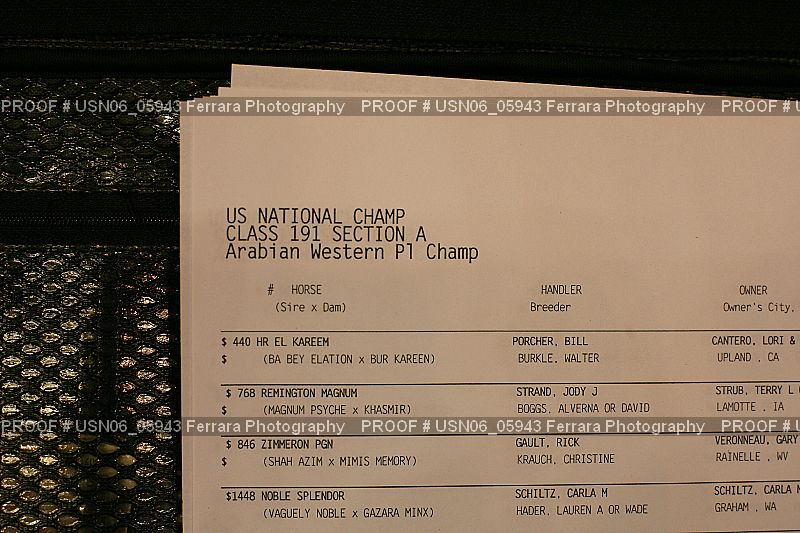 PROOF # USN06_05943 Ferrara Photography PROOF # USN06_05943 Ferrara Photography PROOF # U
US NATIONAL CHAMP
CLASS 191 SECTION A
Arabian Western Pl Champ
# HORSE HANDLER OWNER
(Sire x Dam) Breeder Owner's City,
$ 440 HR EL KAREEM PORCHER, BILL CANTERO, LORI &
$ (BA BEY ELATION x BUR KAREEN) BURKLE, WALTER UPLAND , CA
$ 768 REMINGTON MAGNUM STRAND, JODY J STRUB, TERRY L
$ (MAGNUM PSYCHE x KHASMIR) BOGGS, ALVERNA OR DAVID LAMOTTE , IA
PROOF # USN06_05943 Ferrara Photography PROOF # USN06_05943 Ferrara Photography PROOF # U
$ 846 ZIMMERON PGN GAULT, RICK VERONNEAU, GARY
$ (SHAH AZIM x MIMIS MEMORY) KRAUCH, CHRISTINE RAINELLE , WV
$1448 NOBLE SPLENDOR SCHILTZ, CARLA M SCHILTZ, CARLA M
(VAGUELY NOBLE x GAZARA MINX) HADER, LAUREN A OR WADE GRAHAM , WA